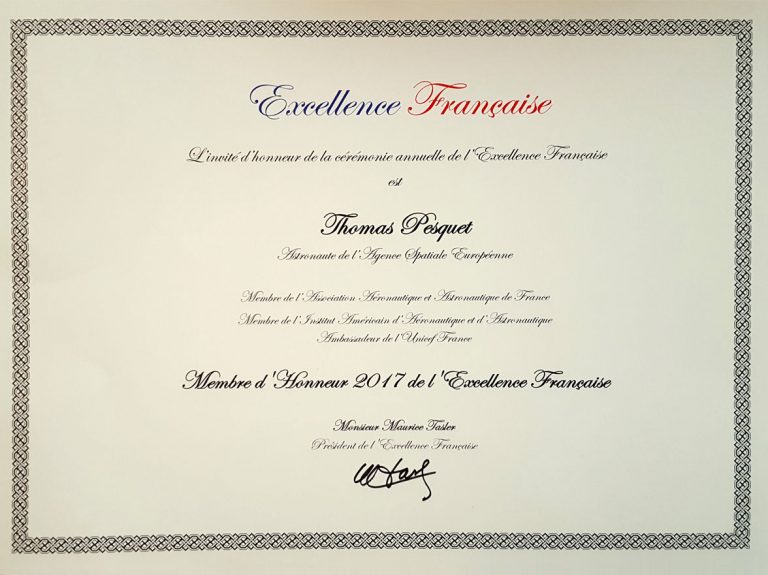 Excellence Française
L'invité d'honneur de la cérémonie annuelle de l'Excellence Française
est
Thomas Pesquet
Astronaute de l'Agence Spatiale Européenne
Membre de l'Association Aéronautique et Astronautique de France
Membre de l'Institut Américain d'Aéronautique et d'Astronautique
Ambassadeur de l'Unicef France
Membre d'Honneur 2017 de l'Excellence Française
Monsieur Maurice Tasler
Président de l'Excellence Française